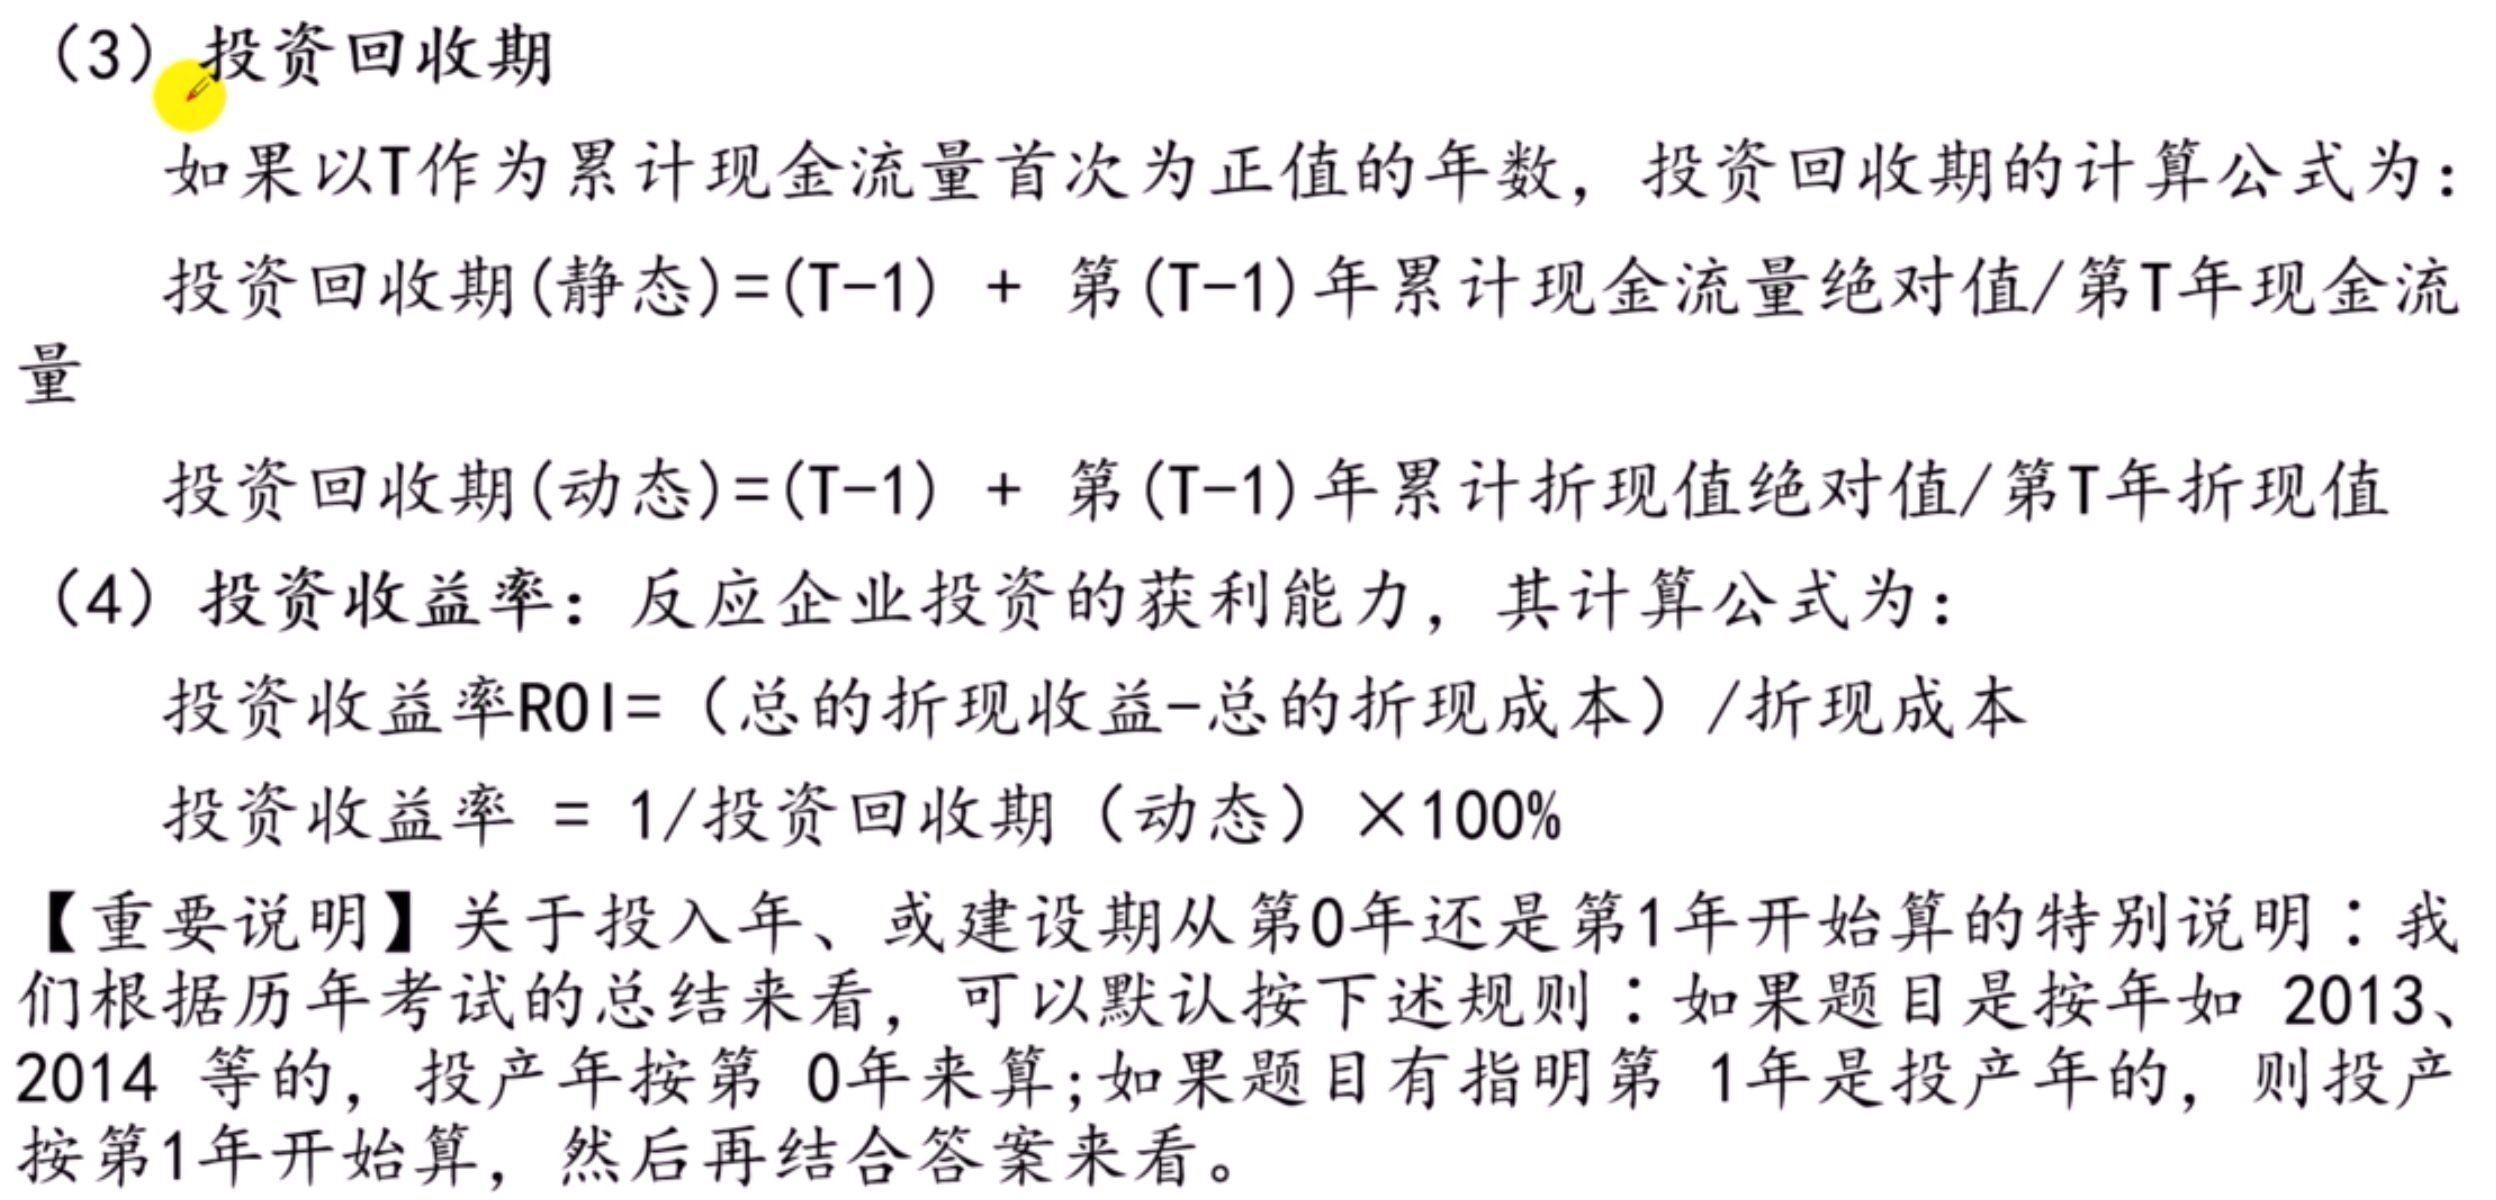 （3）投资回收期
如果以T作为累计现金流量首次为正值的年数，投资回收期的计算公式为：
投资回收期(静态)=(T-1) + 第(T-1)年累计现金流量绝对值/第T年现金流
量
投资回收期(动态)=(T-1) + 第(T-1)年累计折现值绝对值/第T年折现值
（4）投资收益率：反应企业投资的获利能力，其计算公式为：
投资收益率ROI=（总的折现收益-总的折现成本）/折现成本
投资收益率 = 1/投资回收期（动态）×100%
【重要说明】关于投入年、或建设期从第0年还是第1年开始算的特别说明：我
们根据历年考试的总结来看，可以默认按下述规则：如果题目是按年如 2013、
2014 等的，投产年按第 0年来算;如果题目有指明第 1年是投产年的，则投产
按第1年开始算，然后再结合答案来看。